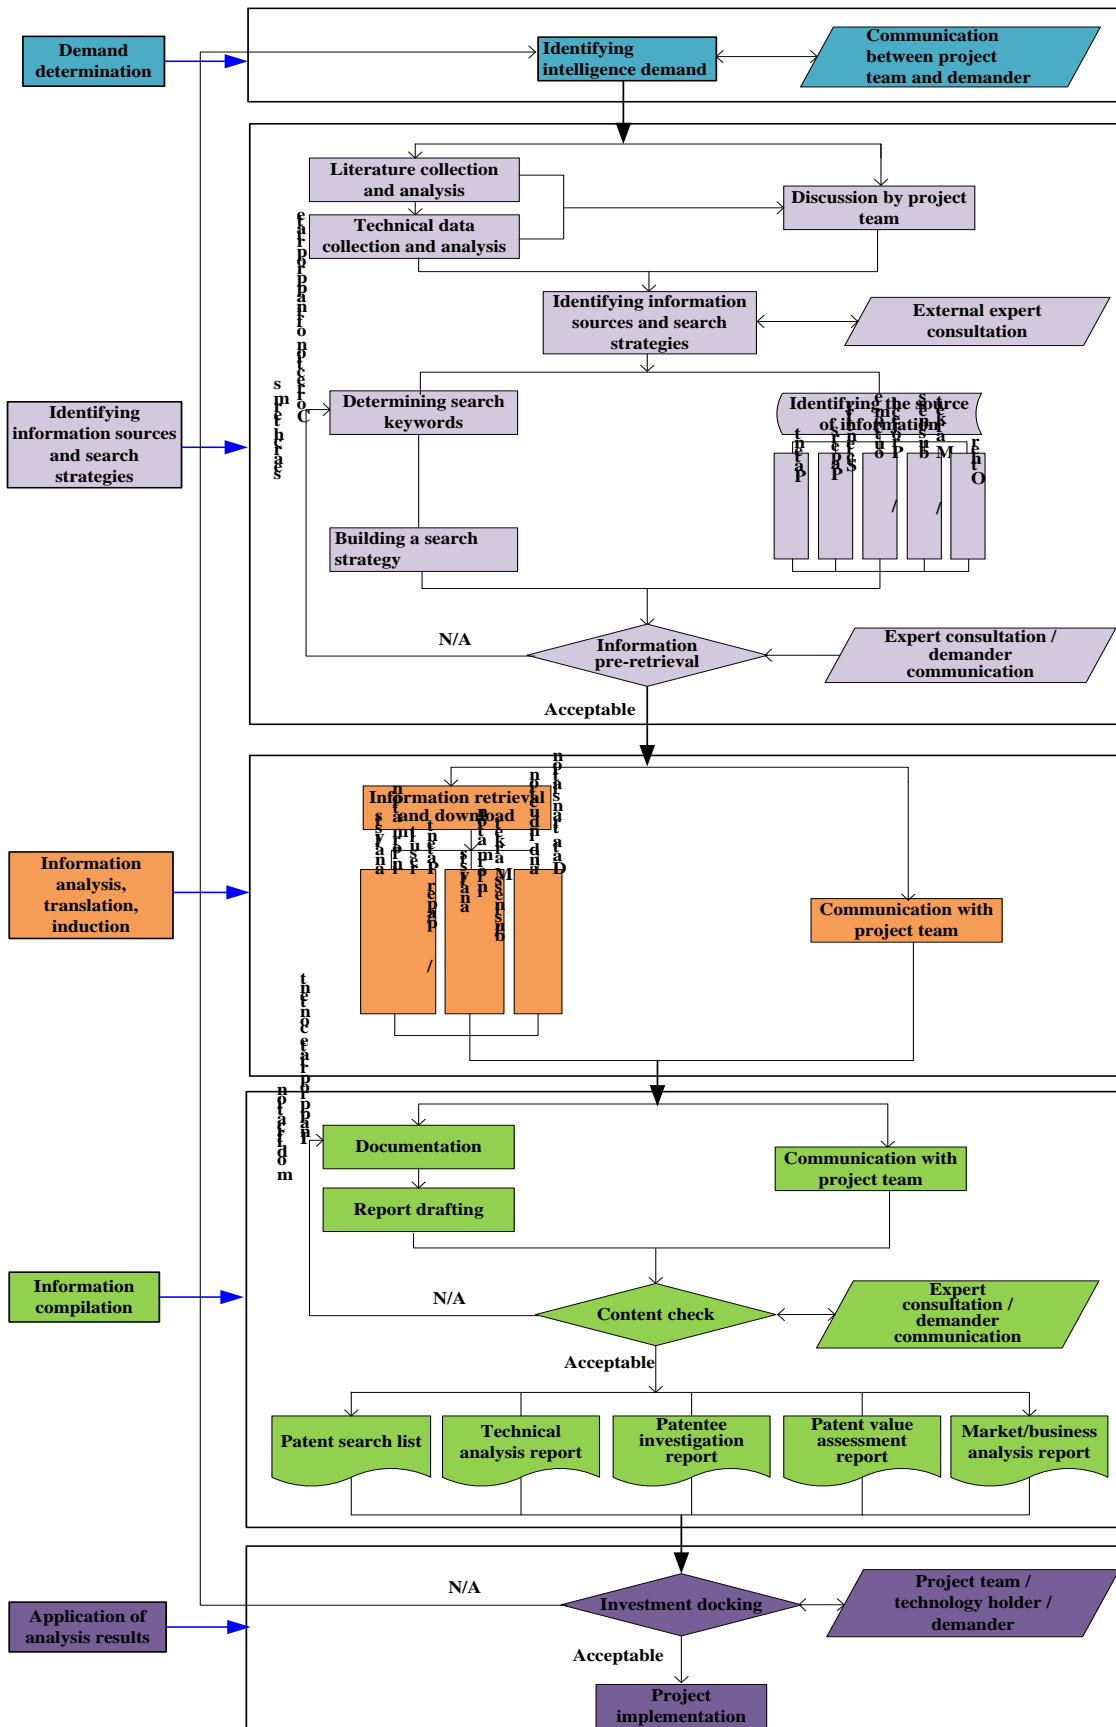 Demand
determination
Identifying
intelligence demand
Communication
between project
team and demander
Literature collection
and analysis
Technical data
collection and analysis
Discussion by project
team
Identifying information
sources and search
strategies
External expert
consultation
Identifying
information sources
and search
strategies
Determining search
keywords
Identifying the source
of information
Building a search
strategy
N/A
Information
pre-retrieval
Expert consultation /
demander
communication
Acceptable
Information retrieval
and download
Information
analysis,
translation,
induction
Communication with
project team
Documentation
Report drafting
Communication with
project team
Information
compilation
N/A
Content check
Expert
consultation /
demander
communication
Acceptable
Patent search list
Technical
analysis report
Patentee
investigation
report
Patent value
assessment
report
Market/business
analysis report
Application of
analysis results
N/A
Investment docking
Project team /
technology holder /
demander
Acceptable
Project
implementation